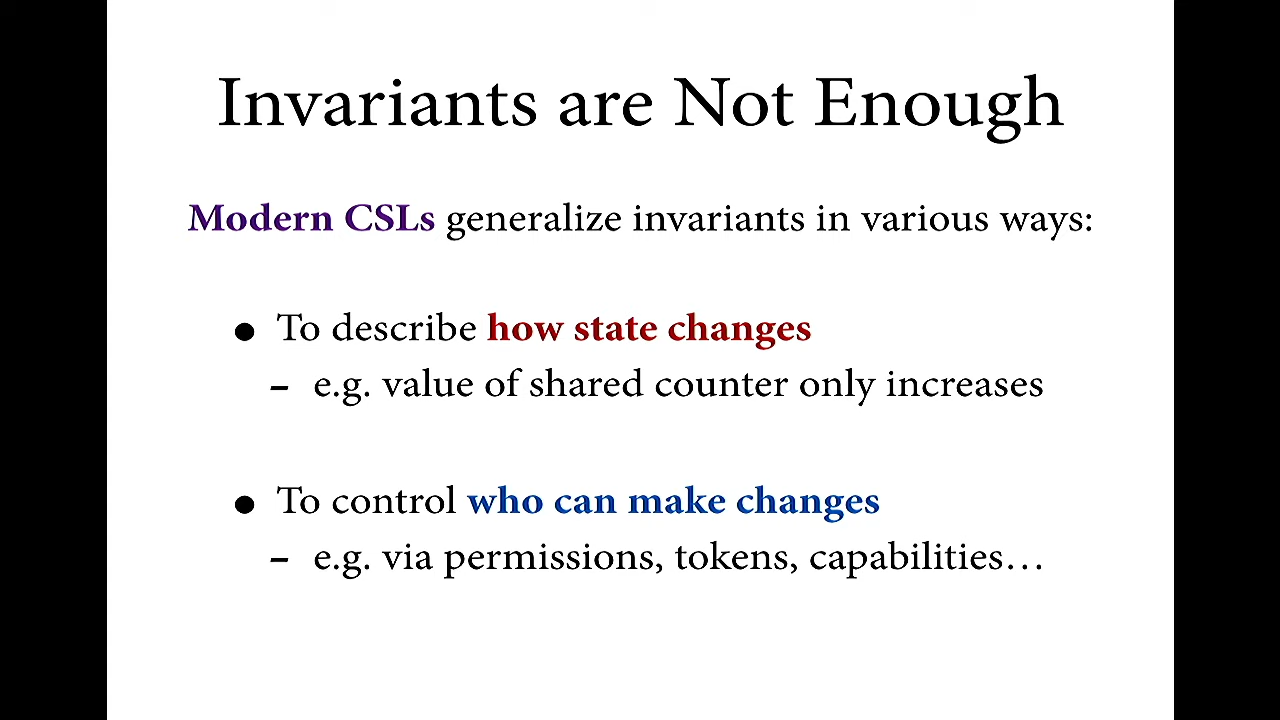 Invariants are Not Enough
Modern CSLs generalize invariants in various ways:
● To describe how state changes
– e.g. value of shared counter only increases
● To control who can make changes
– e.g. via permissions, tokens, capabilities…